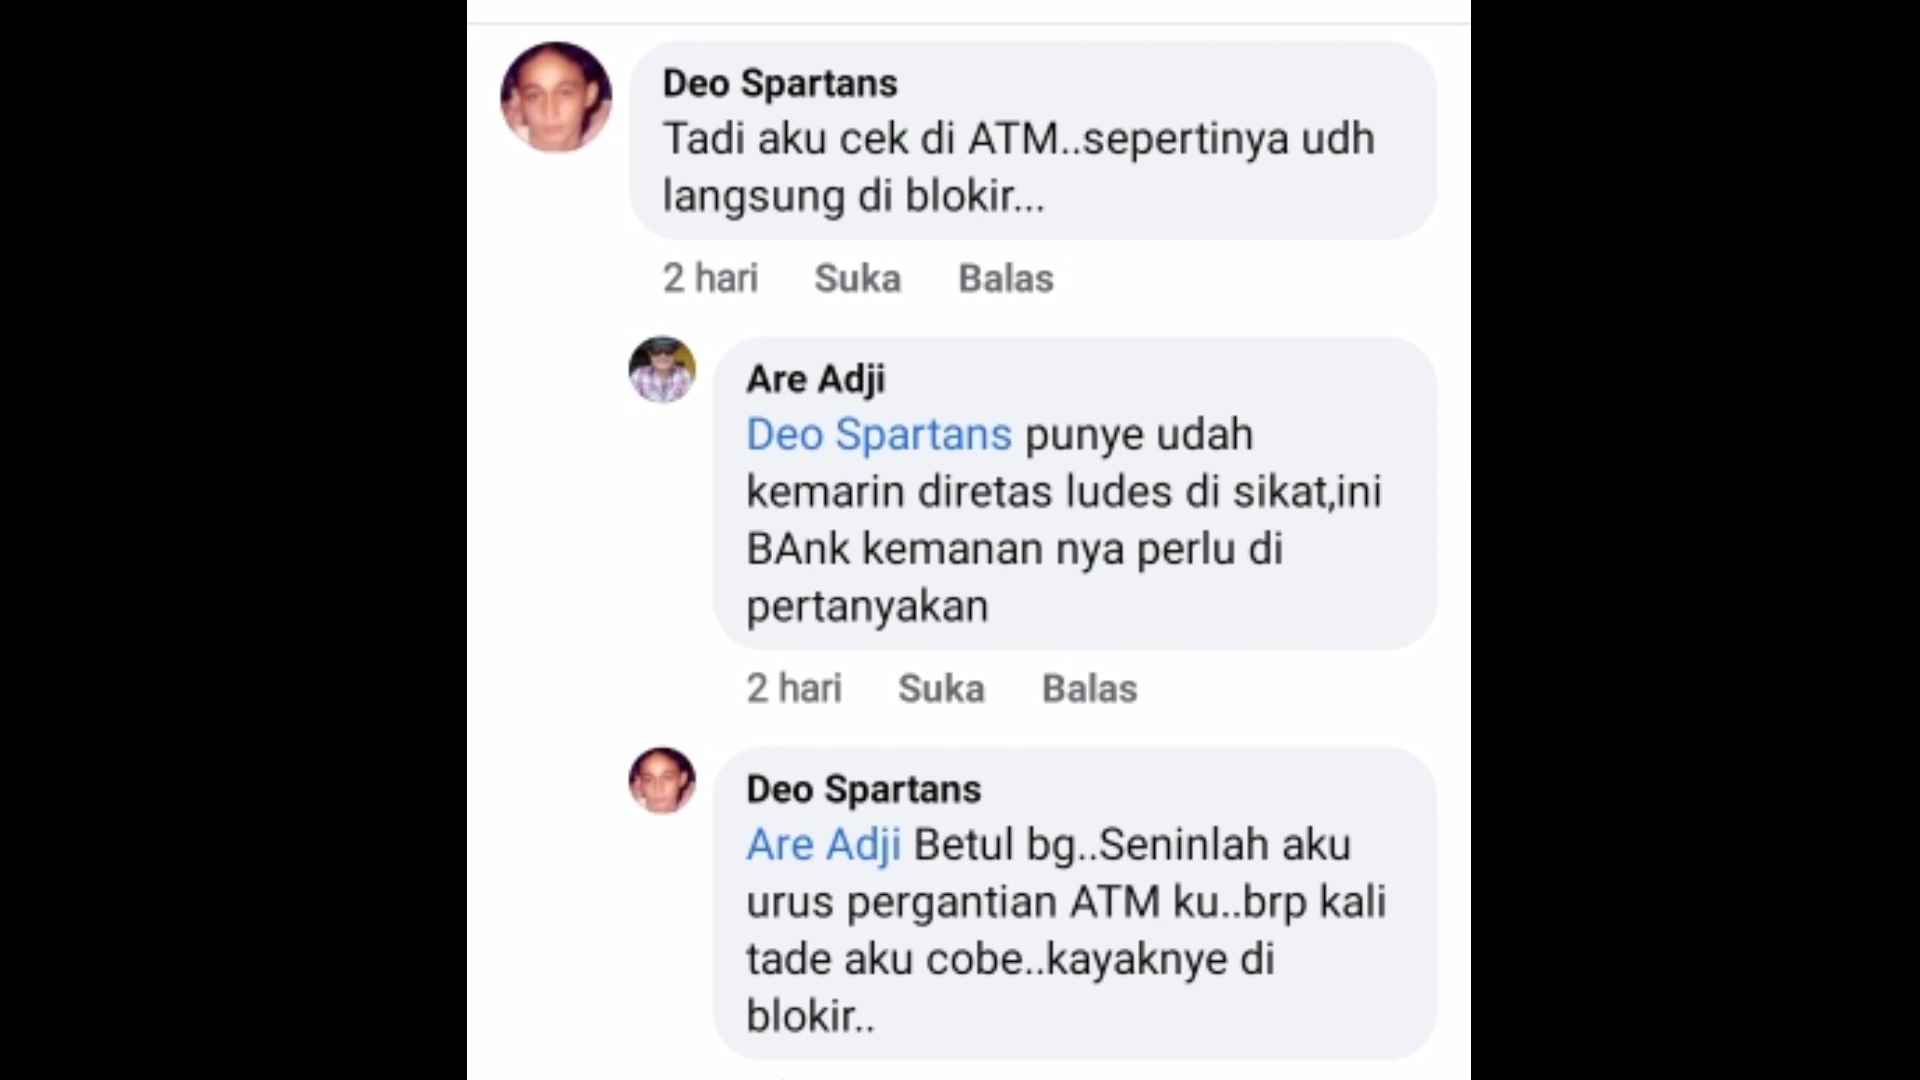 Deo Spartans
Tadi aku cek di ATM..sepertinya udh
langsung di blokir...
2 hari Suka Balas
Are Adji
Deo Spartans punye udah
kemarin diretas ludes di sikat,ini
BAnk kemanan nya perlu di
pertanyakan
2 hari Suka Balas
Deo Spartans
Are Adji Betul bg..Seninlah aku
urus pergantian ATM ku..brp kali
tade aku cobe..kayaknye di
blokir..